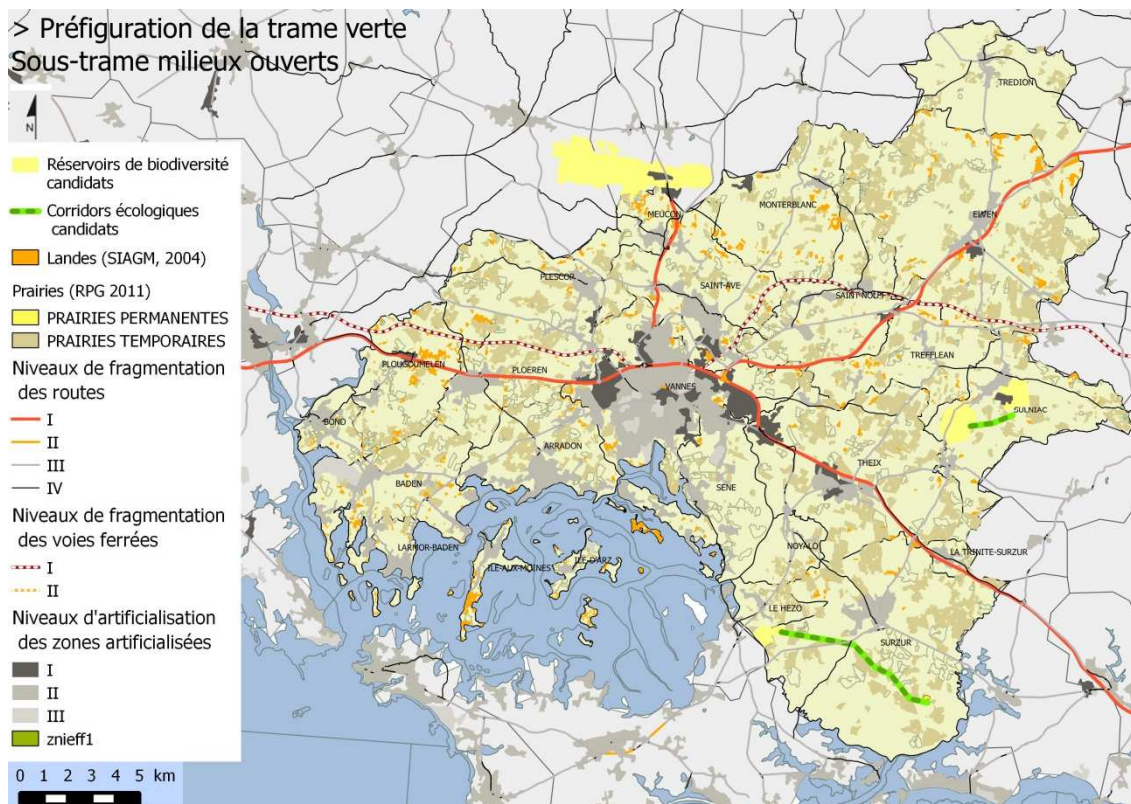 > Préfiguration de la trame verte
Sous-trame milieux ouverts
N
Réservoirs de biodiversité
candidats
Corridors écologiques
candidats
Landes (SIAGM, 2004)
Prairies (RPG 2011)
PRAIRIES PERMANENTES
PRAIRIES TEMPORAIRES
Niveaux de fragmentation
des routes
I
II
III
IV
Niveaux de fragmentation
des voies ferrées
I
II
Niveaux d'artificialisation
des zones artificialisées
I
II
III
znieff1
0 1 2 3 4 5 km
TREDION
MEUCON
MONTERBLANC
ELVEN
PLESCOP
SAINT-AVE
SAINT-NOLFF
TREFFLEAN
PLOUGOUMELEN
PLOEREN
VANNES
SULNIAC
BONO
ARRADON
THEIX
BADEN
SENE
LARMOR-BADEN
ILE-AUX-MOINES
ILE-D'ARZ
NOYALO
LA TRINITE-SURZUR
LE HEZO
SURZUR